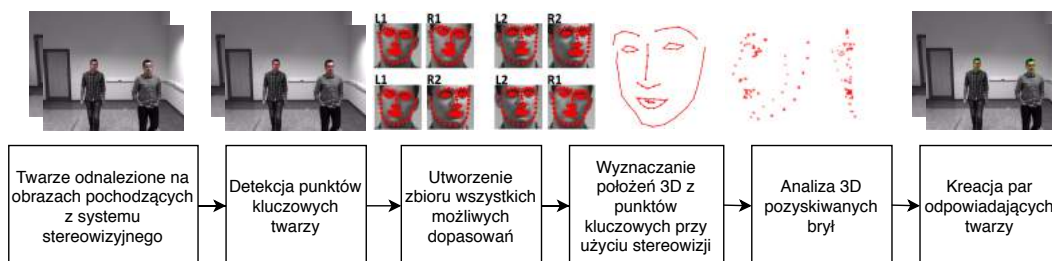 L1 R1 L2 R2
L1 R2 L2 R1
Twarze odnalezione na
obrazach pochodzących
z systemu
stereowizyjnego
Detekcja punktów
kluczowych
twarzy
Utworzenie
zbioru wszystkich
możliwych
dopasowań
Wyznaczanie
położeń 3D z
punktów
kluczowych przy
użyciu stereowizji
Analiza 3D
pozyskiwanych
brył
Kreacja par
odpowiadających
twarzy